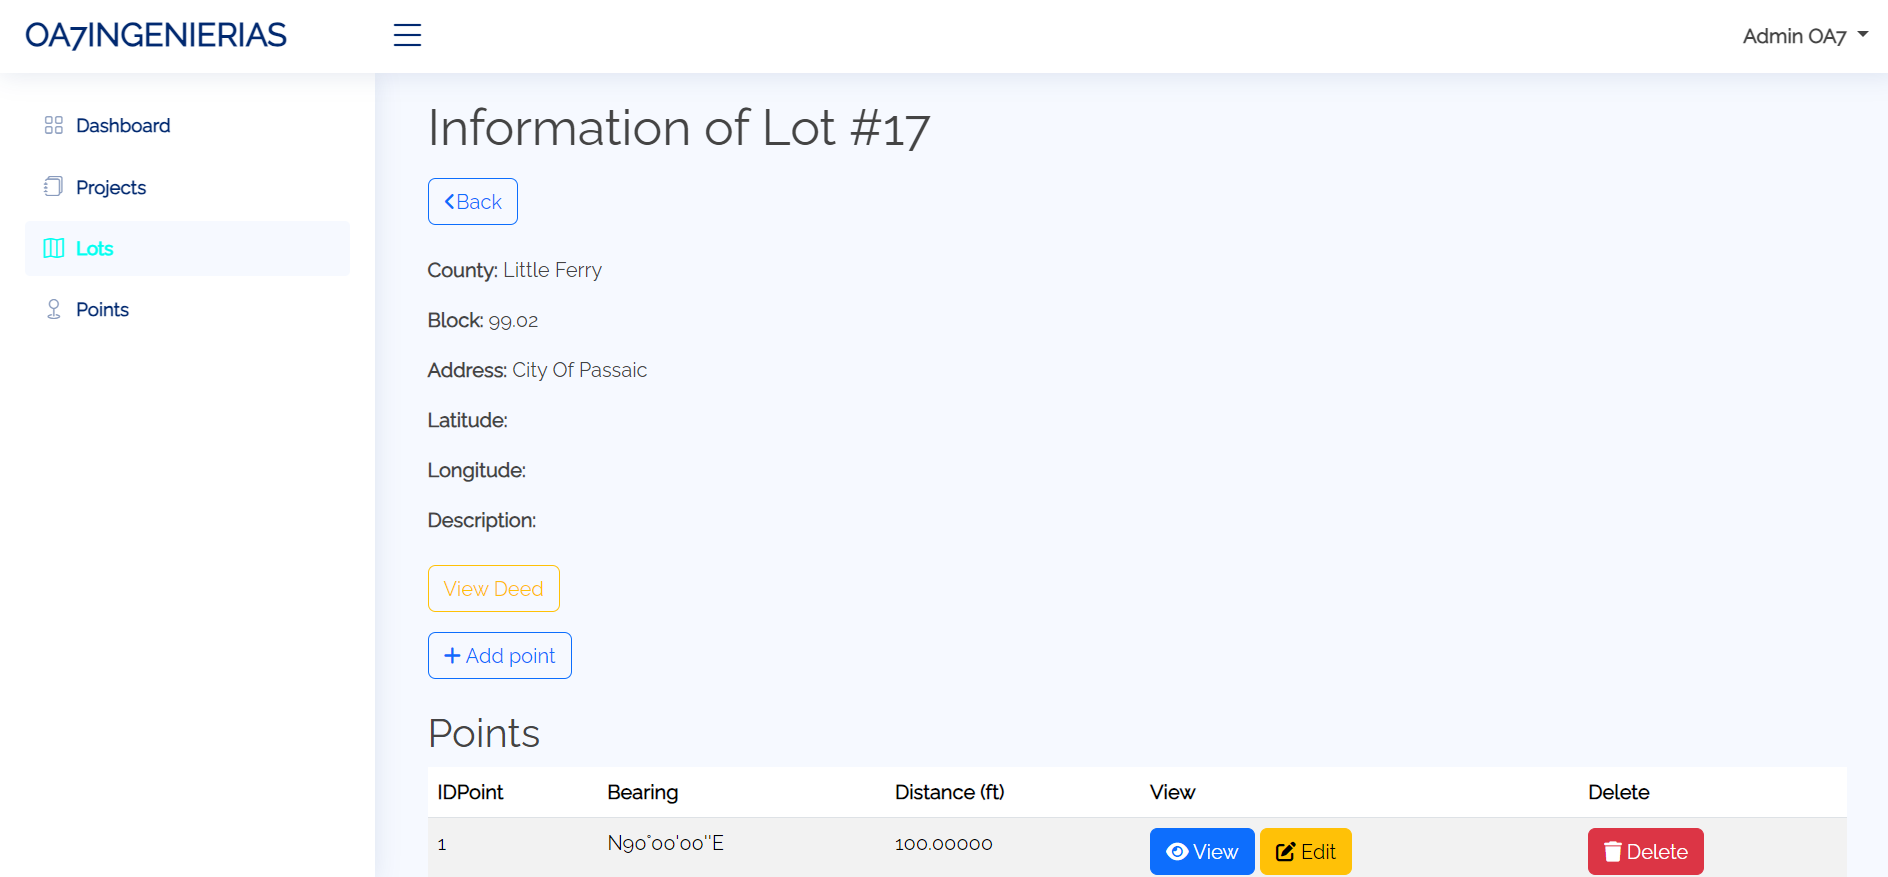 OA7INGENIERIAS
Admin OA7
Dashboard
Projects
Lots
Points
Information of Lot #17
Back
County: Little Ferry
Block: 99.02
Address: City Of Passaic
Latitude:
Longitude:
Description:
View Deed
+ Add point
Points
IDPoint Bearing Distance (ft) View Delete
1 N90°00'00''E 100.00000 View Edit Delete